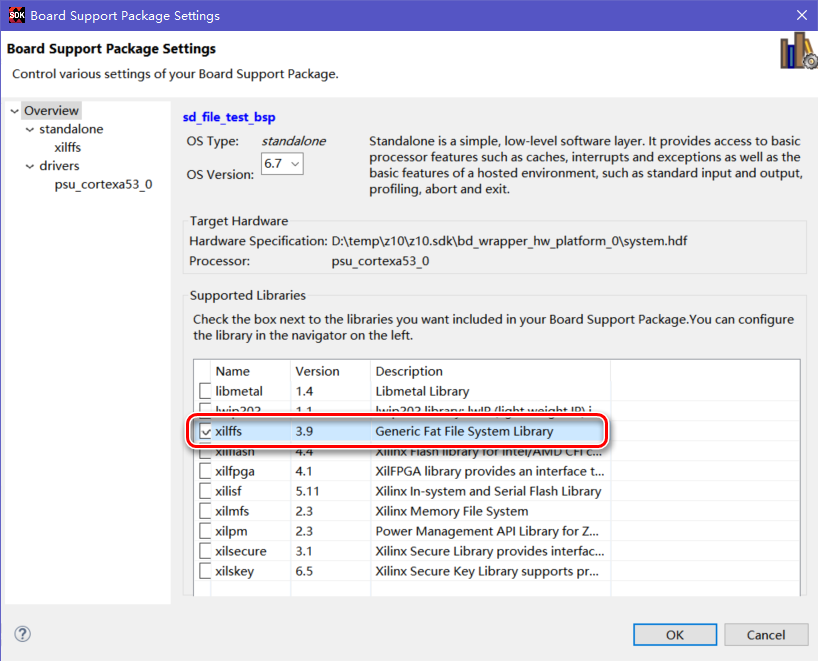 SDK Board Support Package Settings
Board Support Package Settings
Control various settings of your Board Support Package.
Overview
standalone
xilffs
drivers
psu_cortexa53_0
sd_file_test_bsp
OS Type: standalone
OS Version: 6.7
Standalone is a simple, low-level software layer. It provides access to basic
processor features such as caches, interrupts and exceptions as well as the
basic features of a hosted environment, such as standard input and output,
profiling, abort and exit.
Target Hardware
Hardware Specification: D:\temp\z10\z10.sdk\bd_wrapper_hw_platform_0\system.hdf
Processor: psu_cortexa53_0
Supported Libraries
Check the box next to the libraries you want included in your Board Support Package.You can configure
the library in the navigator on the left.
Name Version Description
libmetal 1.4 Libmetal Library
lwip202 1.1 lwip202 library: lwIP (light weight IP) i...
xilffs 3.9 Generic Fat File System Library
xilflash 4.4 Xilinx Flash library for Intel/AMD CFI c...
xilfpga 4.1 XilFPGA library provides an interface t...
xilisf 5.11 Xilinx In-system and Serial Flash Library
xilmfs 2.3 Xilinx Memory File System
xilpm 2.3 Power Management API Library for Z...
xilsecure 3.1 Xilinx Secure Library provides interfac...
xilskey 6.5 Xilinx Secure Key Library supports pr...
?
OK Cancel